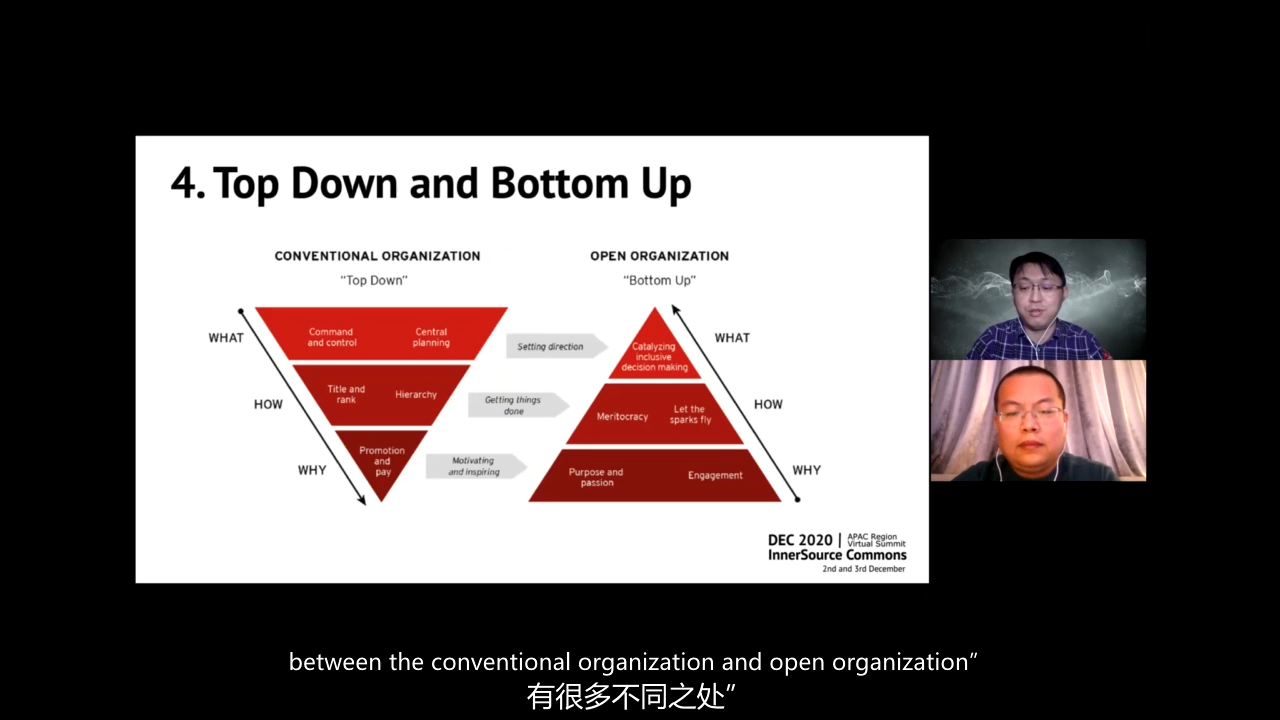 4. Top Down and Bottom Up
CONVENTIONAL ORGANIZATION
“Top Down”
WHAT
HOW
WHY
Command
and control
Central
planning
Title and
rank
Hierarchy
Promotion
and
pay
Setting direction
Getting things
done
Motivating
and inspiring
OPEN ORGANIZATION
“Bottom Up”
Catalyzing
inclusive
decision making
Meritocracy
Let the
sparks fly
Purpose and
passion
Engagement
WHAT
HOW
WHY
DEC 2020 | APAC Region
Virtual Summit
InnerSource Commons
2nd and 3rd December
between the conventional organization and open organization”
有很多不同之处”